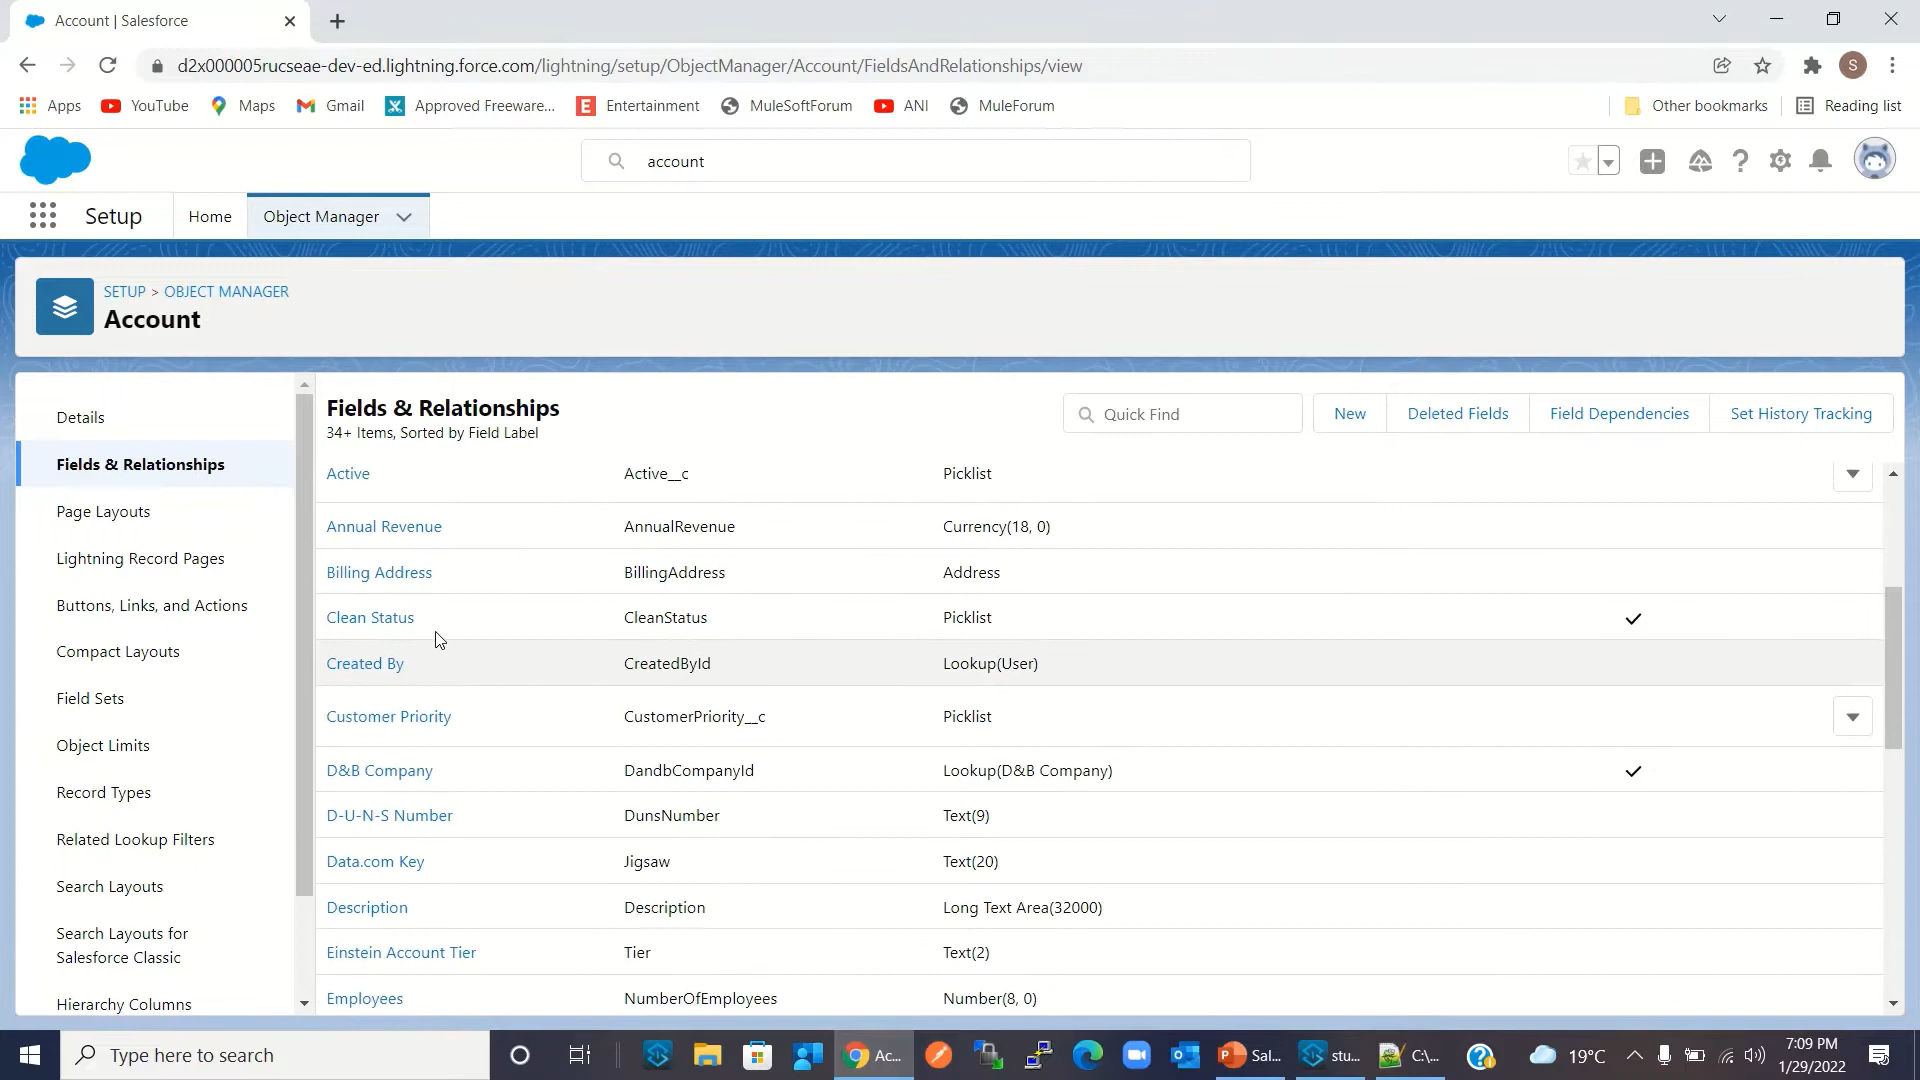 Account | Salesforce
d2x000005rucseae-dev-ed.lightning.force.com/lightning/setup/ObjectManager/Account/FieldsAndRelationships/view
S
Apps YouTube Maps Gmail Approved Freeware... Entertainment MuleSoftForum ANI MuleForum Other bookmarks Reading list
account
Setup Home Object Manager
SETUP > OBJECT MANAGER
Account
Details
Fields & Relationships
Page Layouts
Lightning Record Pages
Buttons, Links, and Actions
Compact Layouts
Field Sets
Object Limits
Record Types
Related Lookup Filters
Search Layouts
Search Layouts for
Salesforce Classic
Hierarchy Columns
Fields & Relationships
34+ Items, Sorted by Field Label
Quick Find New Deleted Fields Field Dependencies Set History Tracking
Active Active__c Picklist
Annual Revenue AnnualRevenue Currency(18, 0)
Billing Address BillingAddress Address
Clean Status CleanStatus Picklist
Created By CreatedById Lookup(User)
Customer Priority CustomerPriority__c Picklist
D&B Company DandbCompanyId Lookup(D&B Company)
D-U-N-S Number DunsNumber Text(9)
Data.com Key Jigsaw Text(20)
Description Description Long Text Area(32000)
Einstein Account Tier Tier Text(2)
Employees NumberOfEmployees Number(8, 0)
Type here to search
Ac... Sal... stu... C:\...
19°C
7:09 PM
1/29/2022